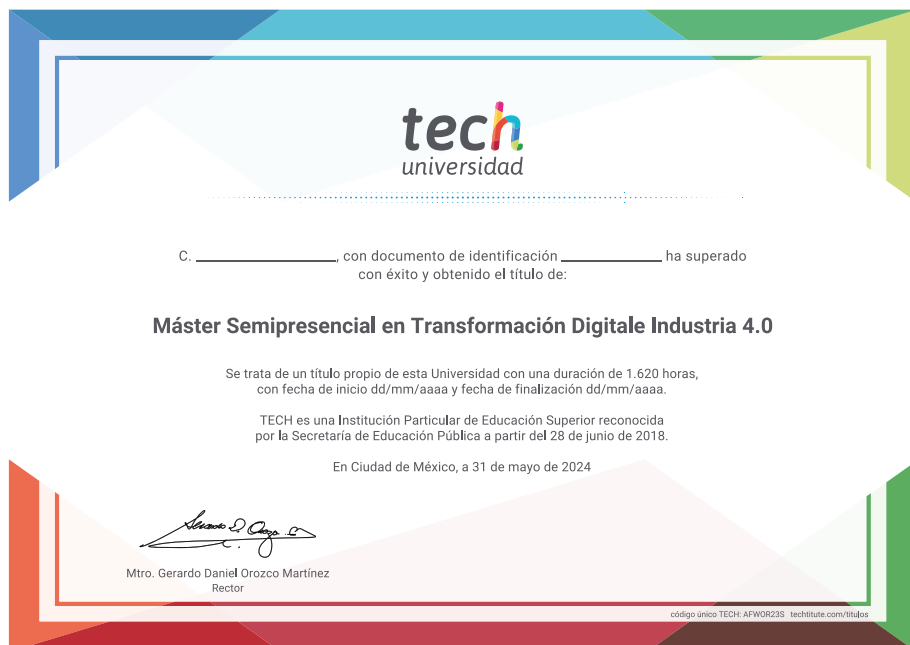 tech
universidad
C. , con documento de identificación ha superado
con éxito y obtenido el título de:
Máster Semipresencial en Transformación Digitale Industria 4.0
Se trata de un título propio de esta Universidad con una duración de 1.620 horas,
con fecha de inicio dd/mm/aaaa y fecha de finalización dd/mm/aaaa.
TECH es una Institución Particular de Educación Superior reconocida
por la Secretaría de Educación Pública a partir del 28 de junio de 2018.
En Ciudad de México, a 31 de mayo de 2024
Mtro. Gerardo Daniel Orozco Martínez
Rector
código único TECH: AFWOR23S techtitute.com/titulos